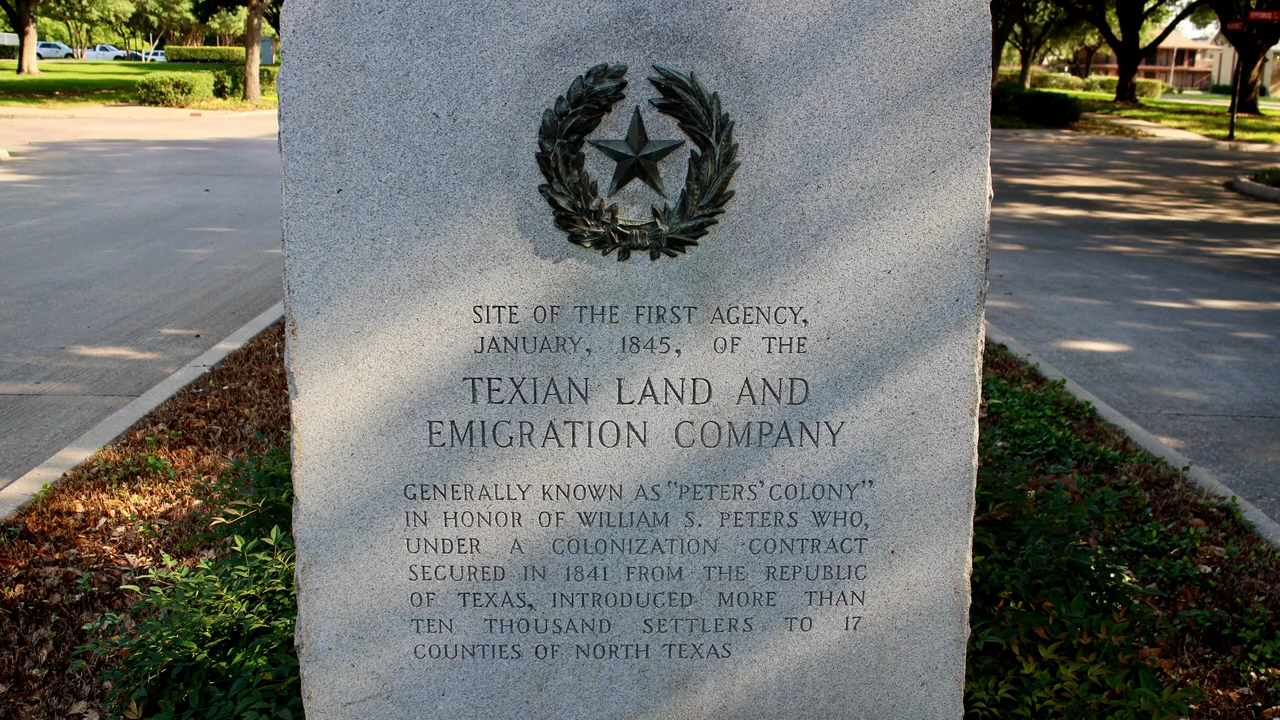 SITE OF THE FIRST AGENCY,
JANUARY, 1845, OF THE
TEXIAN LAND AND
EMIGRATION COMPANY
GENERALLY KNOWN AS "PETERS' COLONY"
IN HONOR OF WILLIAM S. PETERS WHO,
UNDER A COLONIZATION CONTRACT
SECURED IN 1841 FROM THE REPUBLIC
OF TEXAS, INTRODUCED MORE THAN
TEN THOUSAND SETTLERS TO 17
COUNTIES OF NORTH TEXAS